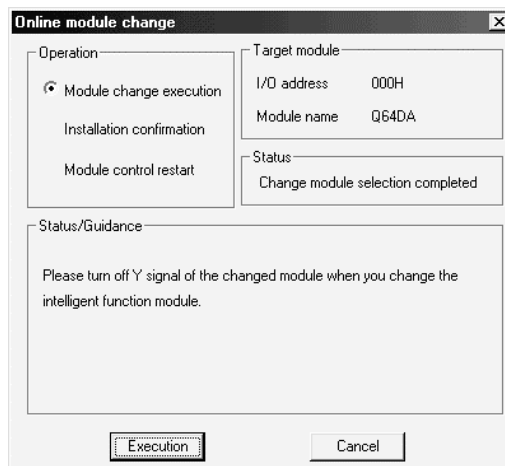 Online module change
Operation
Module change execution
Installation confirmation
Module control restart
Target module
I/O address 000H
Module name Q64DA
Status
Change module selection completed
Status/Guidance
Please turn off Y signal of the changed module when you change the
intelligent function module.
Execution
Cancel